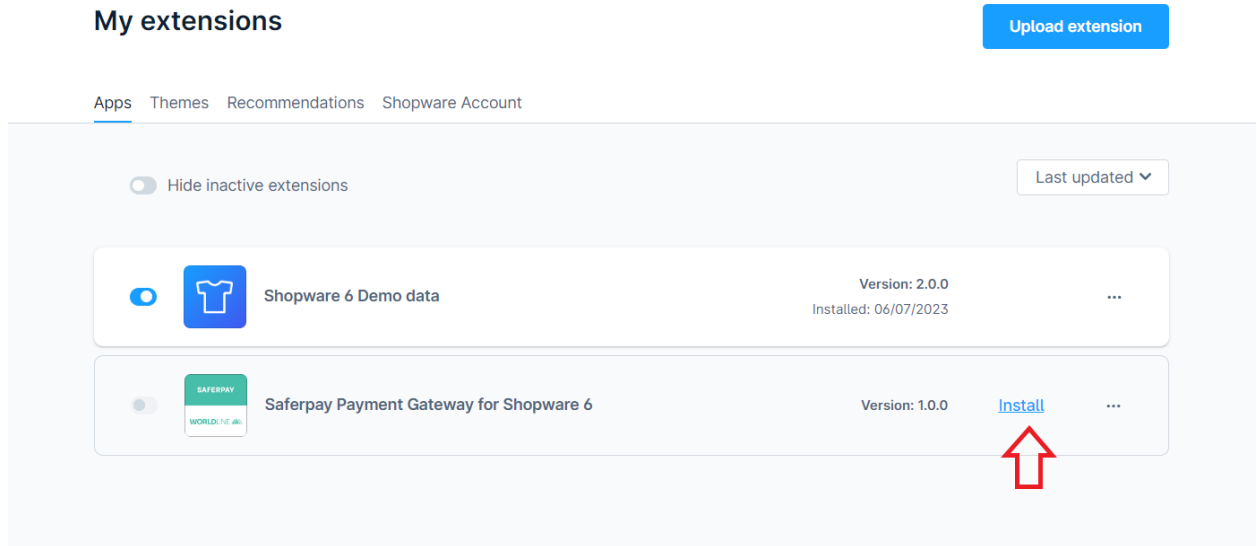 My extensions
Upload extension
Apps Themes Recommendations Shopware Account
Hide inactive extensions
Last updated
Shopware 6 Demo data
Version: 2.0.0
Installed: 06/07/2023
SAFERPAY
WORLDLINE
Saferpay Payment Gateway for Shopware 6
Version: 1.0.0
Install